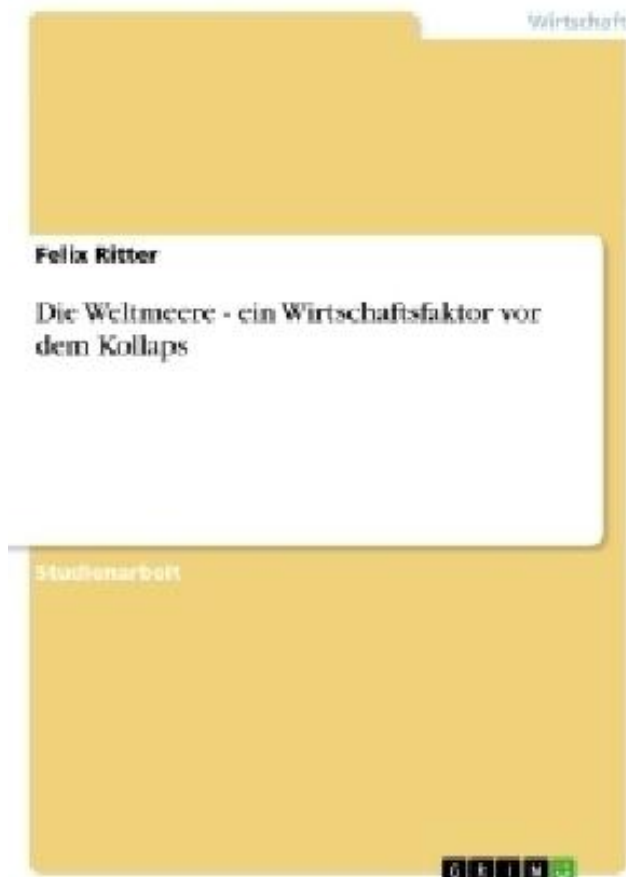 Wirtschaft
Felix Ritter
Die Weltmeere - ein Wirtschaftsfaktor vor
dem Kollaps
Studienarbeit
GRIN